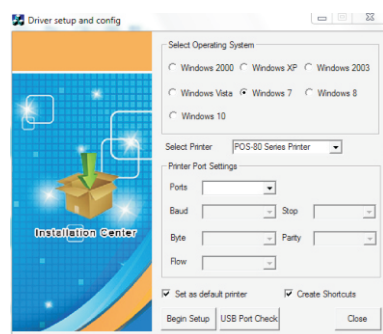 Driver setup and config
Select Operating System
Windows 2000 Windows XP Windows 2003
Windows Vista Windows 7 Windows 8
Windows 10
Select Printer POS-80 Series Printer
Printer Port Settings
Ports
Baud Stop
Byte Parity
Flow
Installation Center
Set as default printer Create Shortcuts
Begin Setup USB Port Check Close